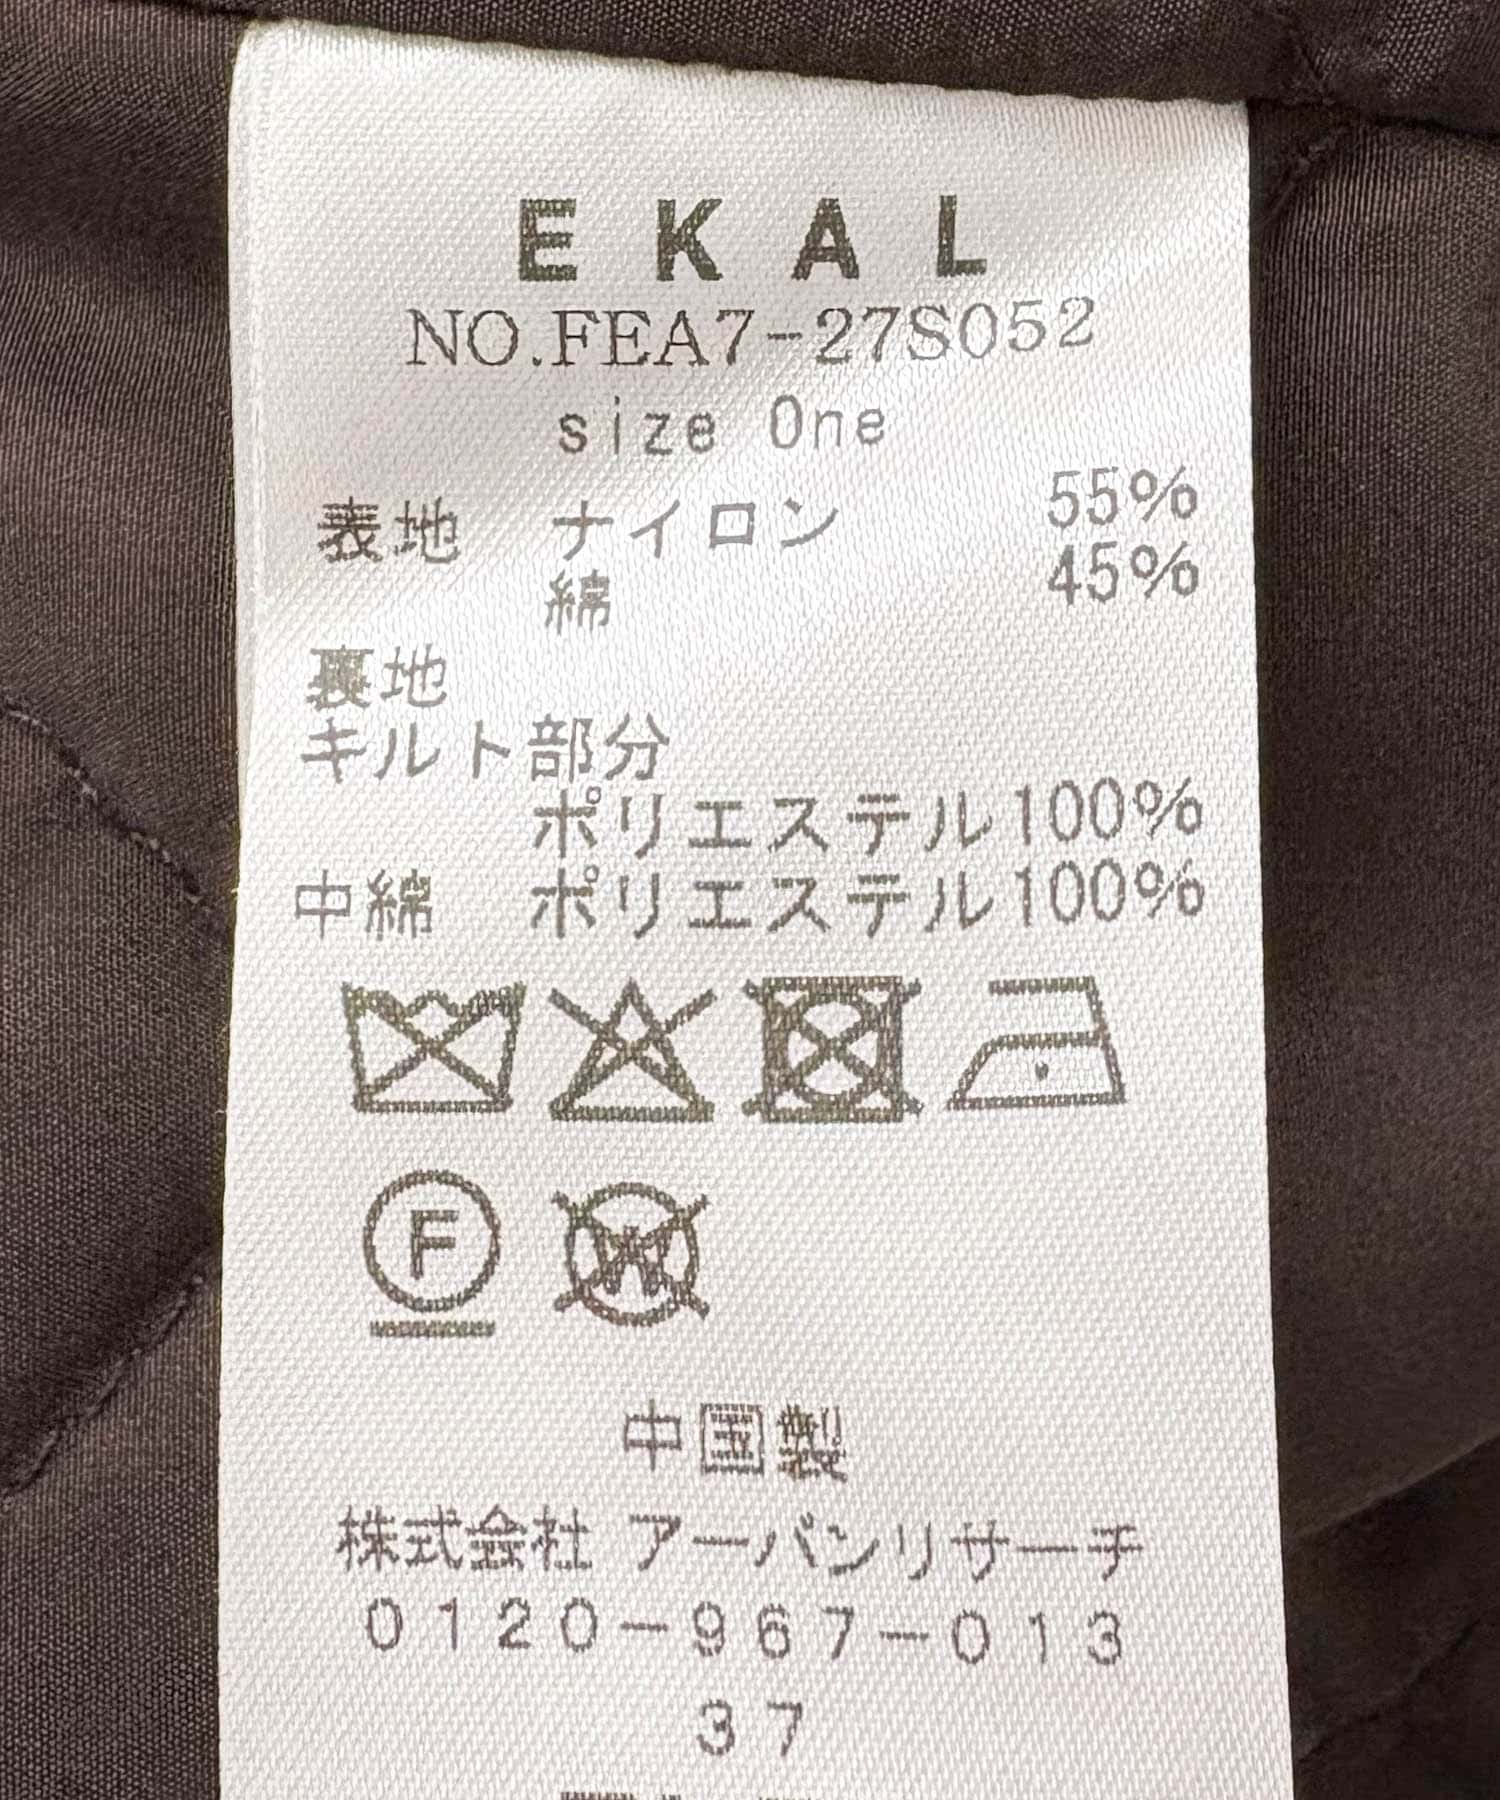 EKAL
NO.FEA7-27S052
size One
表地 ナイロン 55%
綿 45%
裏地
キルト部分
ポリエステル100%
中綿 ポリエステル100%
F
W
中国製
株式会社 アーバンリサーチ
0120-967-013
37